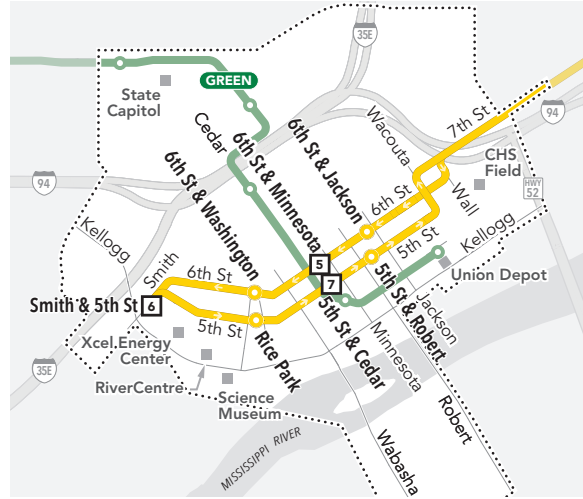 35E
GREEN
State
Capitol
Cedar
6th St & Minnesota
6th St & Jackson
Wacouta
7th St
94
CHS
Field
94
6th St & Washington
6th St
Wall
HWY
52
Kellogg
Smith
5
5th St
Kellogg
6th St
7
Union Depot
Smith & 5th St
6
5th St
5th St & Robert
Jackson
Xcel Energy
Center
Rice Park
5th St & Cedar
Minnesota
35E
RiverCentre
Science
Museum
Robert
Wabasha
MISSISSIPPI RIVER